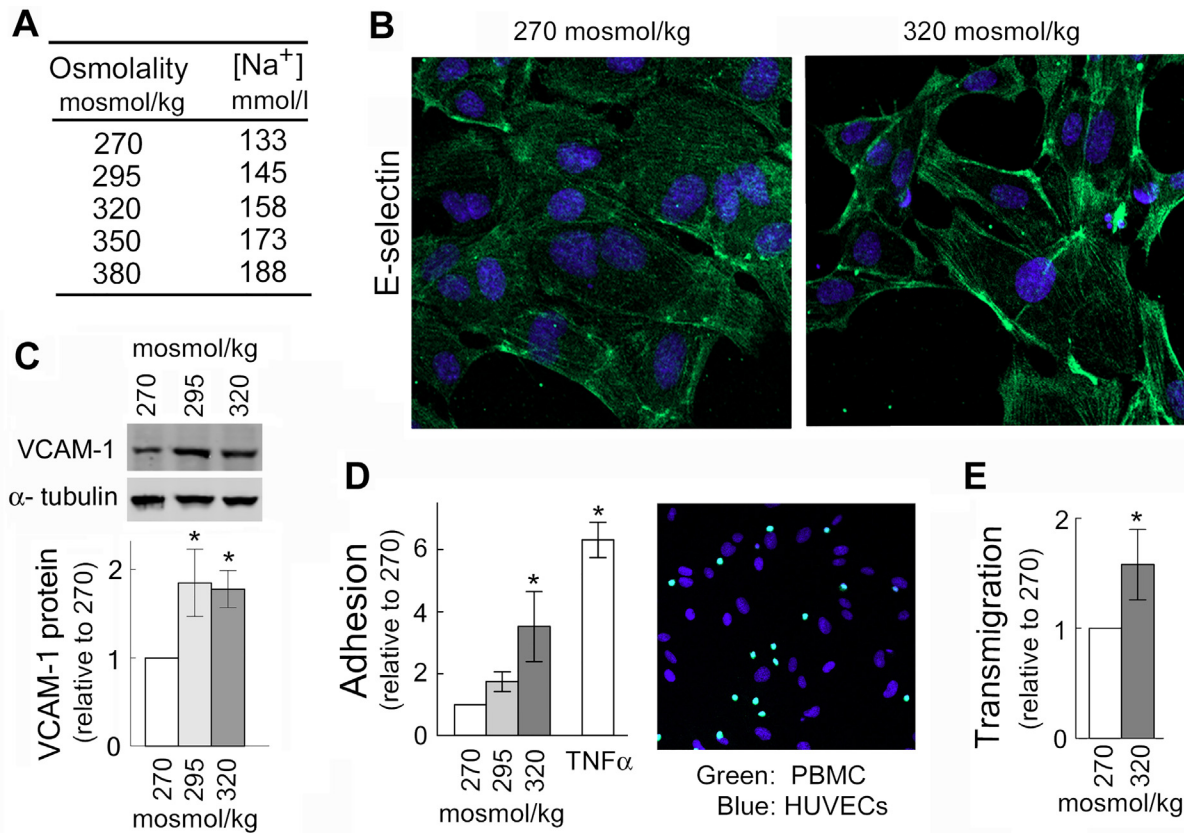 A
Osmolality [Na+]
mosmol/kg mmol/l
270 133
295 145
320 158
350 173
380 188
B
270 mosmol/kg 320 mosmol/kg
E-selectin
C
mosmol/kg
270 295 320
VCAM-1
α- tubulin
VCAM-1 protein
(relative to 270)
2
1
0
* *
270 295 320
mosmol/kg
D
Adhesion
(relative to 270)
6
4
2
0
* *
270 295 320 TNFα
mosmol/kg
Green: PBMC
Blue: HUVECs
E
Transmigration
(relative to 270)
2
1
0
*
270 320
mosmol/kg